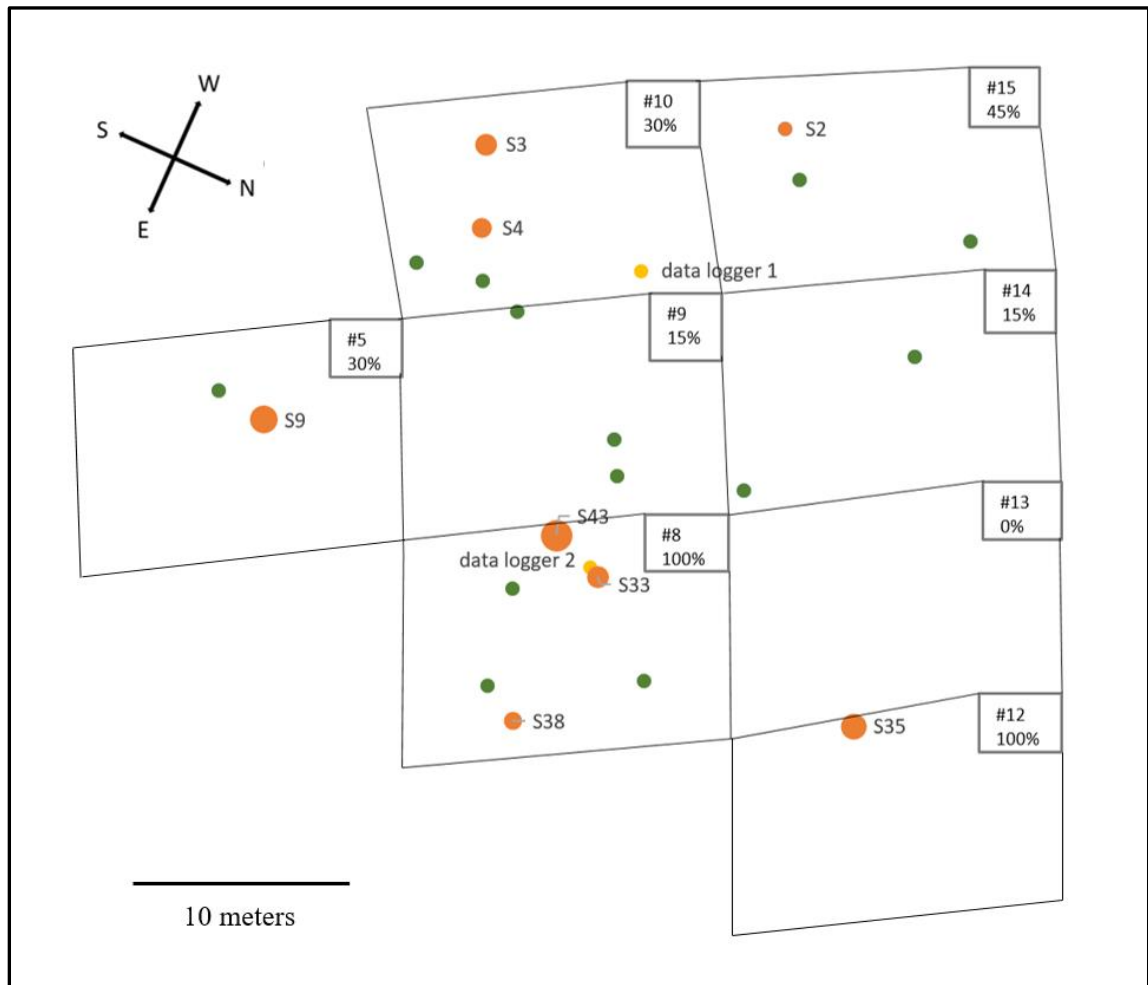 W
S
N
E
#10
30%
#15
45%
S3
S2
S4
data logger 1
#14
15%
#9
15%
#5
30%
S9
S43
#13
0%
#8
100%
data logger 2
S33
S38
#12
100%
S35
10 meters